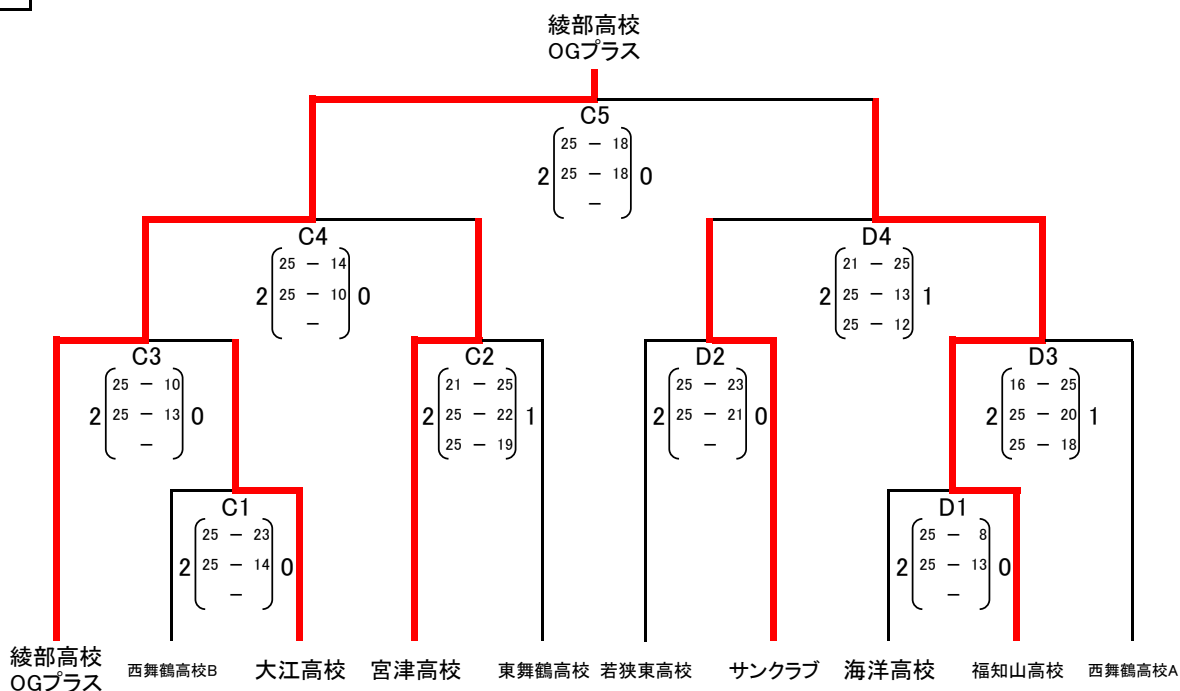 綾部高校
OGプラス
C5
25 － 18
2 25 － 18 0
－
C4
25 － 14
2 25 － 10 0
－
D4
21 － 25
2 25 － 13 1
25 － 12
C3
25 － 10
2 25 － 13 0
－
C2
21 － 25
2 25 － 22 1
25 － 19
D2
25 － 23
2 25 － 21 0
－
D3
16 － 25
2 25 － 20 1
25 － 18
C1
25 － 23
2 25 － 14 0
－
D1
25 － 8
2 25 － 13 0
－
綾部高校
OGプラス
西舞鶴高校B
大江高校
宮津高校
東舞鶴高校
若狭東高校
サンクラブ
海洋高校
福知山高校
西舞鶴高校A